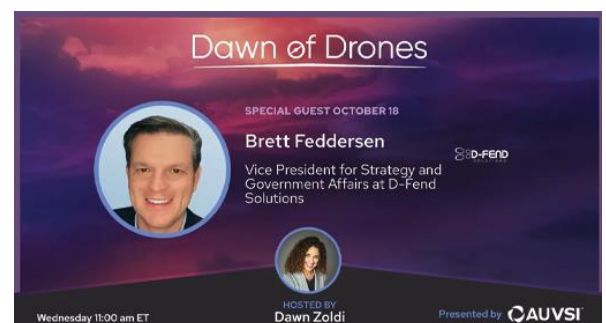 Dawn of Drones
SPECIAL GUEST OCTOBER 18
Brett Feddersen
Vice President for Strategy and
Government Affairs at D-Fend
Solutions
D-FEND
SOLUTIONS
HOSTED BY
Dawn Zoldi
Wednesday 11:00 am ET
Presented by AUVSI